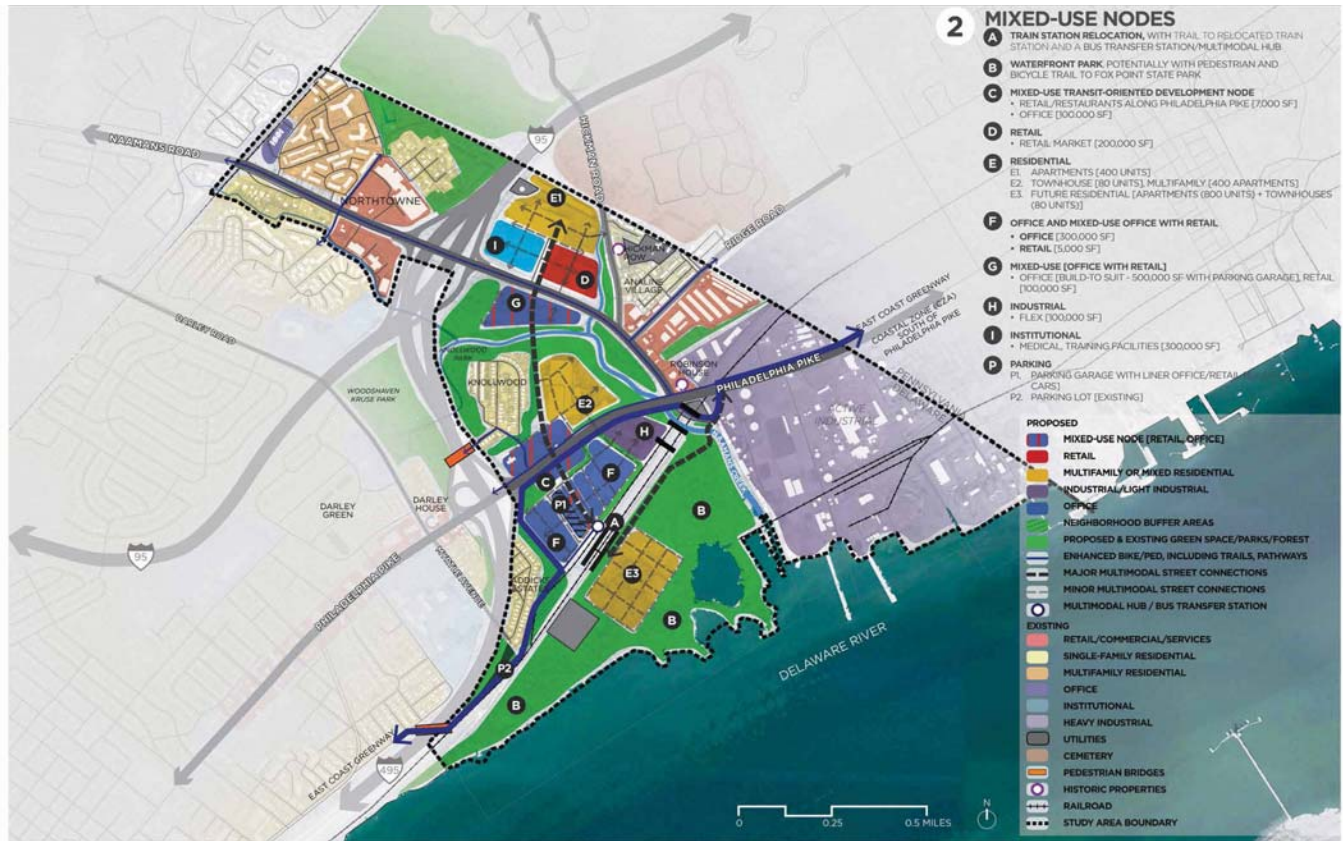 2
MIXED-USE NODES
A TRAIN STATION RELOCATION, WITH TRAIL TO RELOCATED TRAIN
STATION AND A BUS TRANSFER STATION/MULTIMODAL HUB
B WATERFRONT PARK, POTENTIALLY WITH PEDESTRIAN AND
BICYCLE TRAIL TO FOX POINT STATE PARK
C MIXED-USE TRANSIT-ORIENTED DEVELOPMENT NODE
• RETAIL/RESTAURANTS ALONG PHILADELPHIA PIKE [7,000 SF]
• OFFICE [100,000 SF]
D RETAIL
• RETAIL MARKET [200,000 SF]
E RESIDENTIAL
E1. APARTMENTS [400 UNITS]
E2. TOWNHOUSE [80 UNITS], MULTIFAMILY [400 APARTMENTS]
E3. FUTURE RESIDENTIAL [APARTMENTS (800 UNITS) + TOWNHOUSES
(80 UNITS)]
F OFFICE AND MIXED-USE OFFICE WITH RETAIL
• OFFICE [300,000 SF]
• RETAIL [5,000 SF]
G MIXED-USE [OFFICE WITH RETAIL]
• OFFICE [BUILD-TO SUIT - 500,000 SF WITH PARKING GARAGE], RETAIL
[100,000 SF]
H INDUSTRIAL
• FLEX [100,000 SF]
I INSTITUTIONAL
• MEDICAL, TRAINING FACILITIES [300,000 SF]
P PARKING
P1. PARKING GARAGE WITH LINER OFFICE/RETAIL
CARS]
P2. PARKING LOT [EXISTING]
PROPOSED
MIXED-USE NODE [RETAIL, OFFICE]
RETAIL
MULTIFAMILY OR MIXED RESIDENTIAL
INDUSTRIAL/LIGHT INDUSTRIAL
OFFICE
NEIGHBORHOOD BUFFER AREAS
PROPOSED & EXISTING GREEN SPACE/PARKS/FOREST
ENHANCED BIKE/PED, INCLUDING TRAILS, PATHWAYS
MAJOR MULTIMODAL STREET CONNECTIONS
MINOR MULTIMODAL STREET CONNECTIONS
MULTIMODAL HUB / BUS TRANSFER STATION
EXISTING
RETAIL/COMMERCIAL/SERVICES
SINGLE-FAMILY RESIDENTIAL
MULTIFAMILY RESIDENTIAL
OFFICE
INSTITUTIONAL
HEAVY INDUSTRIAL
UTILITIES
CEMETERY
PEDESTRIAN BRIDGES
HISTORIC PROPERTIES
RAILROAD
STUDY AREA BOUNDARY
NAAMANS ROAD
95
HICKMAN ROAD
NORTHTOWNE
E1
I
D
HICKMAN
ROW
ANALINE
VILLAGE
RIDGE ROAD
G
DARLEY ROAD
KNOLLWOOD
PARK
KNOLLWOOD
WOODSHAVEN
KRUSE PARK
E2
ROBINSON
HOUSE
PHILADELPHIA PIKE
EAST COAST GREENWAY
COASTAL ZONE (CZA)
SOUTH OF
PHILADELPHIA PIKE
PENNSYLVANIA
DELAWARE
ACTIVE
INDUSTRIAL
NAAMANS CREEK
H
C
F
P1
A
B
F
E3
B
B
DARLEY
GREEN
DARLEY
HOUSE
95
PHILADELPHIA PIKE
MYRTLE AVENUE
ADDICKS
ESTATES
P2
EAST COAST GREENWAY
495
DELAWARE RIVER
0
0.25
0.5 MILES
N